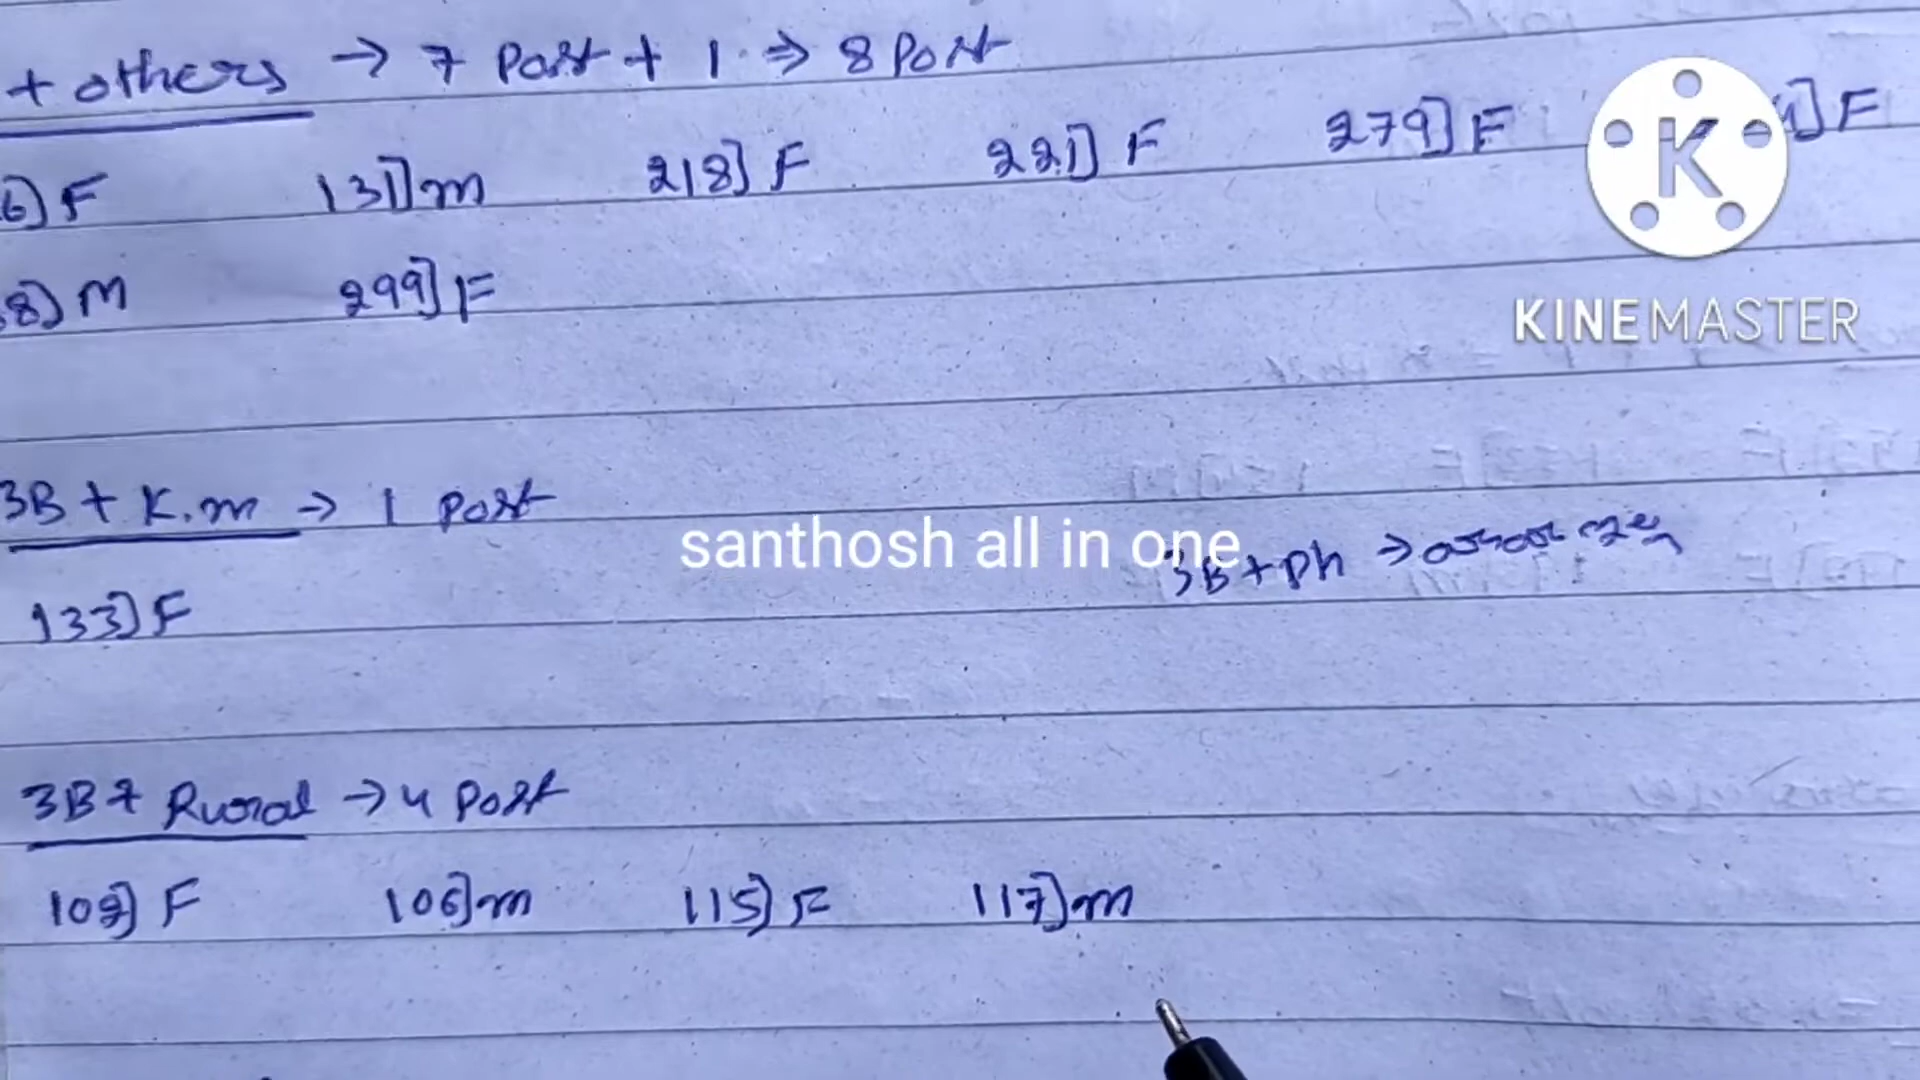 + others → 7 Post + 1 ⇒ 8 Post
6] F 131] m 218] F 221] F 279] F 1] F
8] M 299] F
KINEMASTER
3B + K.m → 1 Post
santhosh all in one
3B + Ph →
133] F
3B + Rural → 4 Post
102] F 106] m 115] F 117] m